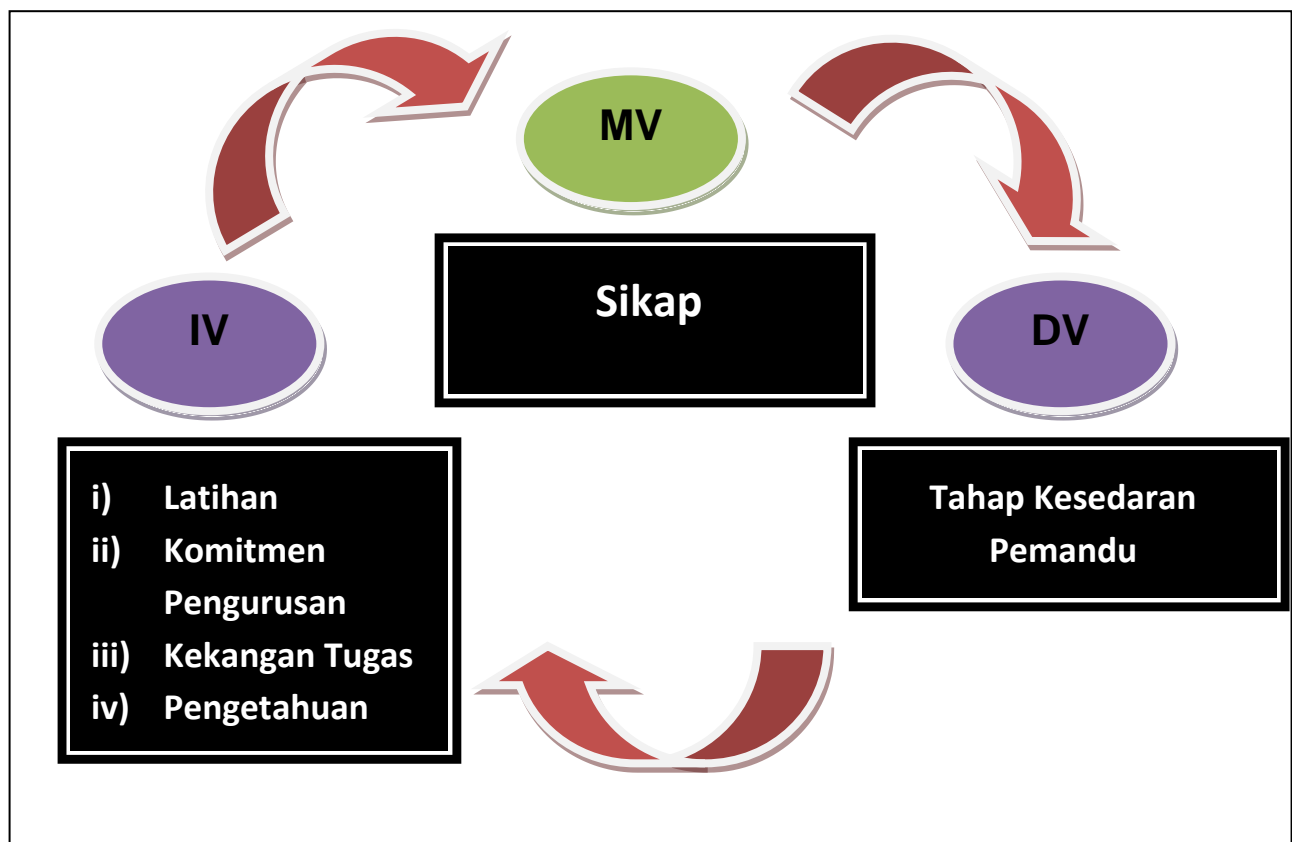 MV
Sikap
IV
DV
i) Latihan
ii) Komitmen
Pengurusan
iii) Kekangan Tugas
iv) Pengetahuan
Tahap Kesedaran
Pemandu